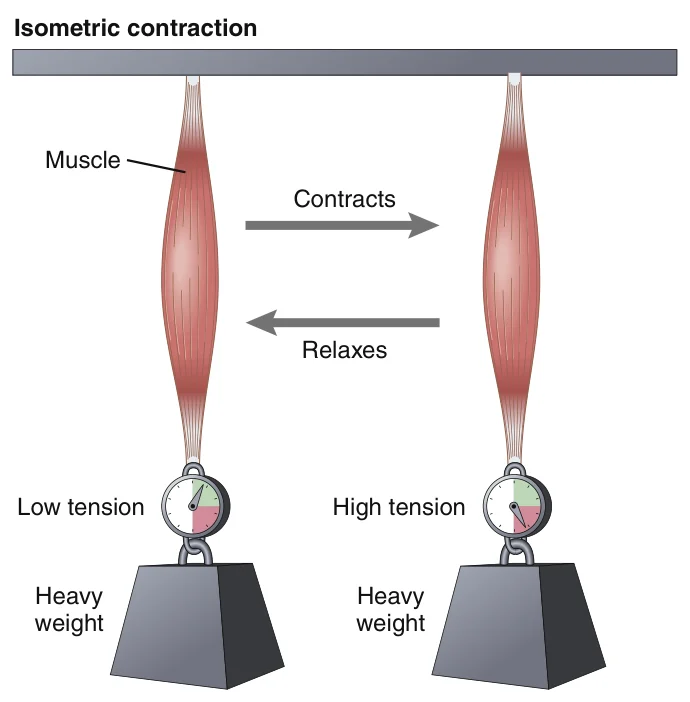 Isometric contraction
Muscle
Contracts
Relaxes
Low tension
High tension
Heavy
weight
Heavy
weight